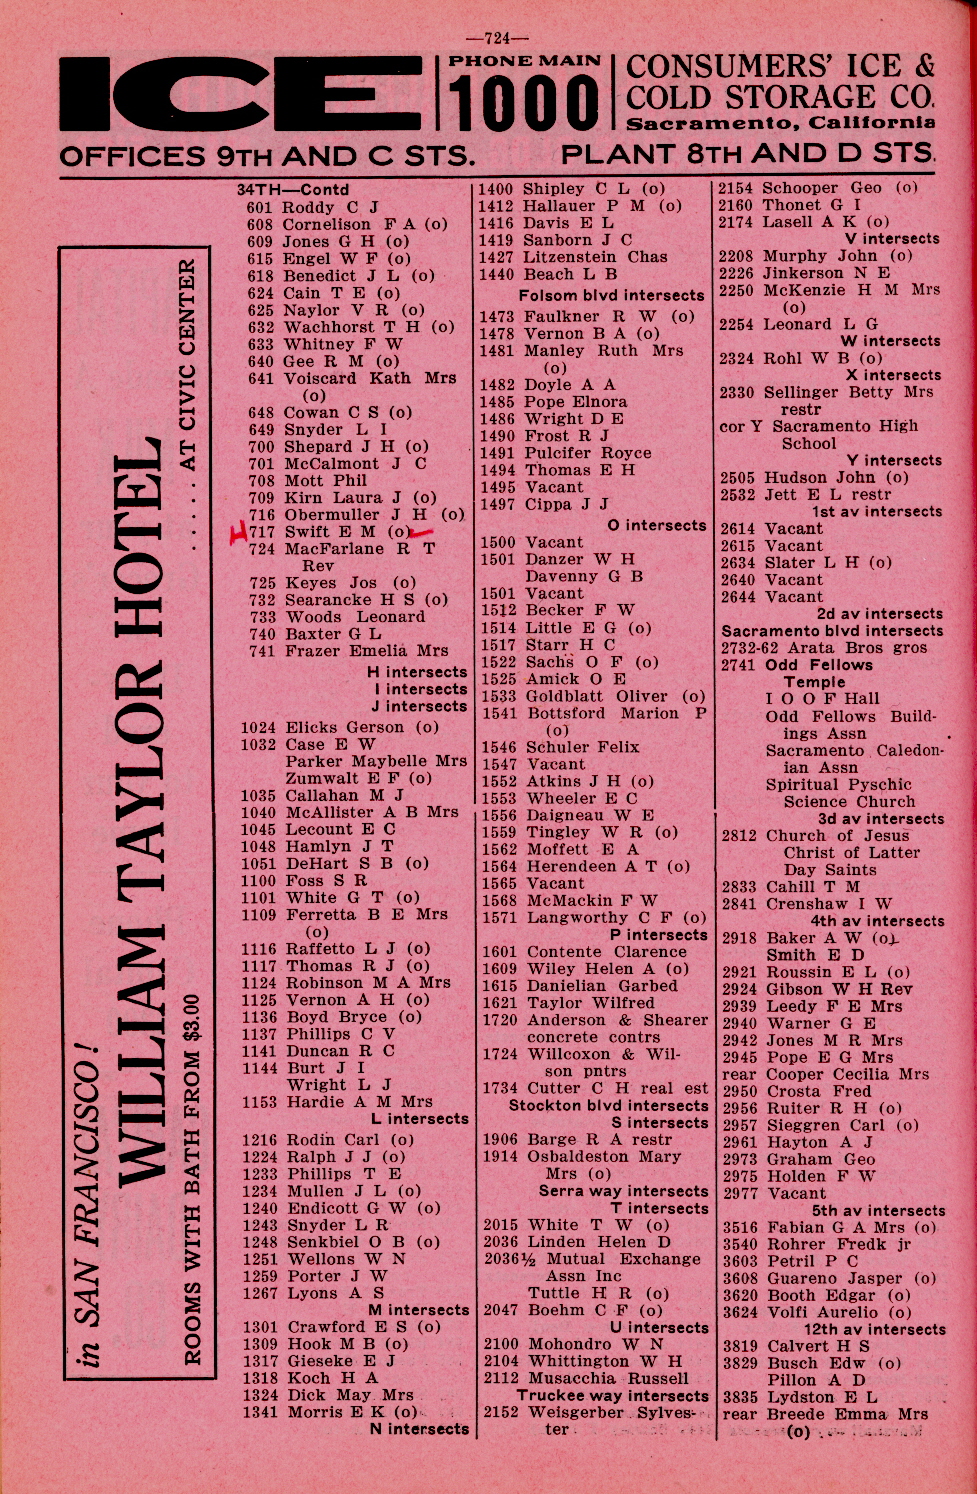 —724—
ICE
PHONE MAIN
1000
CONSUMERS' ICE &
COLD STORAGE CO.
Sacramento, California
OFFICES 9TH AND C STS.
PLANT 8TH AND D STS.
in SAN FRANCISCO!
WILLIAM TAYLOR HOTEL
ROOMS WITH BATH FROM $3.00 . . . . . . AT CIVIC CENTER
34TH—Contd
601 Roddy C J
608 Cornelison F A (o)
609 Jones G H (o)
615 Engel W F (o)
618 Benedict J L (o)
624 Cain T E (o)
625 Naylor V R (o)
632 Wachhorst T H (o)
633 Whitney F W
640 Gee R M (o)
641 Voiscard Kath Mrs
(o)
648 Cowan C S (o)
649 Snyder L I
700 Shepard J H (o)
701 McCalmont J C
708 Mott Phil
709 Kirn Laura J (o)
716 Obermuller J H (o)
H 717 Swift E M (o)
724 MacFarlane R T
Rev
725 Keyes Jos (o)
732 Searancke H S (o)
733 Woods Leonard
740 Baxter G L
741 Frazer Emelia Mrs
H intersects
I intersects
J intersects
1024 Elicks Gerson (o)
1032 Case E W
Parker Maybelle Mrs
Zumwalt E F (o)
1035 Callahan M J
1040 McAllister A B Mrs
1045 Lecount E C
1048 Hamlyn J T
1051 DeHart S B (o)
1100 Foss S R
1101 White G T (o)
1109 Ferretta B E Mrs
(o)
1116 Raffetto L J (o)
1117 Thomas R J (o)
1124 Robinson M A Mrs
1125 Vernon A H (o)
1136 Boyd Bryce (o)
1137 Phillips C V
1141 Duncan R C
1144 Burt J I
Wright L J
1153 Hardie A M Mrs
L intersects
1216 Rodin Carl (o)
1224 Ralph J J (o)
1233 Phillips T E
1234 Mullen J L (o)
1240 Endicott G W (o)
1243 Snyder L R
1248 Senkbiel O B (o)
1251 Wellons W N
1259 Porter J W
1267 Lyons A S
M intersects
1301 Crawford E S (o)
1309 Hook M B (o)
1317 Gieseke E J
1318 Koch H A
1324 Dick May Mrs
1341 Morris E K (o)
N intersects
1400 Shipley C L (o)
1412 Hallauer P M (o)
1416 Davis E L
1419 Sanborn J C
1427 Litzenstein Chas
1440 Beach L B
Folsom blvd intersects
1473 Faulkner R W (o)
1478 Vernon B A (o)
1481 Manley Ruth Mrs
(o)
1482 Doyle A A
1485 Pope Elnora
1486 Wright D E
1490 Frost R J
1491 Pulcifer Royce
1494 Thomas E H
1495 Vacant
1497 Cippa J J
O intersects
1500 Vacant
1501 Danzer W H
Davenny G B
1501 Vacant
1512 Becker F W
1514 Little E G (o)
1517 Starr H C
1522 Sachs O F (o)
1525 Amick O E
1533 Goldblatt Oliver (o)
1541 Bottsford Marion P
(o)
1546 Schuler Felix
1547 Vacant
1552 Atkins J H (o)
1553 Wheeler E C
1556 Daigneau W E
1559 Tingley W R (o)
1562 Moffett E A
1564 Herendeen A T (o)
1565 Vacant
1568 McMackin F W
1571 Langworthy C F (o)
P intersects
1601 Contente Clarence
1609 Wiley Helen A (o)
1615 Danielian Garbed
1621 Taylor Wilfred
1720 Anderson & Shearer
concrete contrs
1724 Willcoxon & Wil-
son pntrs
1734 Cutter C H real est
Stockton blvd intersects
S intersects
1906 Barge R A restr
1914 Osbaldeston Mary
Mrs (o)
Serra way intersects
T intersects
2015 White T W (o)
2036 Linden Helen D
2036½ Mutual Exchange
Assn Inc
Tuttle H R (o)
2047 Boehm C F (o)
U intersects
2100 Mohondro W N
2104 Whittington W H
2112 Musacchia Russell
Truckee way intersects
2152 Weisgerber Sylves-
ter
2154 Schooper Geo (o)
2160 Thonet G I
2174 Lasell A K (o)
V intersects
2208 Murphy John (o)
2226 Jinkerson N E
2250 McKenzie H M Mrs
(o)
2254 Leonard L G
W intersects
2324 Rohl W B (o)
X intersects
2330 Sellinger Betty Mrs
restr
cor Y Sacramento High
School
Y intersects
2505 Hudson John (o)
2532 Jett E L restr
1st av intersects
2614 Vacant
2615 Vacant
2634 Slater L H (o)
2640 Vacant
2644 Vacant
2d av intersects
Sacramento blvd intersects
2732-62 Arata Bros gros
2741 Odd Fellows
Temple
I O O F Hall
Odd Fellows Build-
ings Assn
Sacramento Caledon-
ian Assn
Spiritual Pyschic
Science Church
3d av intersects
2812 Church of Jesus
Christ of Latter
Day Saints
2833 Cahill T M
2841 Crenshaw I W
4th av intersects
2918 Baker A W (o)
Smith E D
2921 Roussin E L (o)
2924 Gibson W H Rev
2939 Leedy F E Mrs
2940 Warner G E
2942 Jones M R Mrs
2945 Pope E G Mrs
rear Cooper Cecilia Mrs
2950 Crosta Fred
2956 Ruiter R H (o)
2957 Sieggren Carl (o)
2961 Hayton A J
2973 Graham Geo
2975 Holden F W
2977 Vacant
5th av intersects
3516 Fabian G A Mrs (o)
3540 Rohrer Fredk jr
3603 Petril P C
3608 Guareno Jasper (o)
3620 Booth Edgar (o)
3624 Volfi Aurelio (o)
12th av intersects
3819 Calvert H S
3829 Busch Edw (o)
Pillon A D
3835 Lydston E L
rear Breede Emma Mrs
(o)